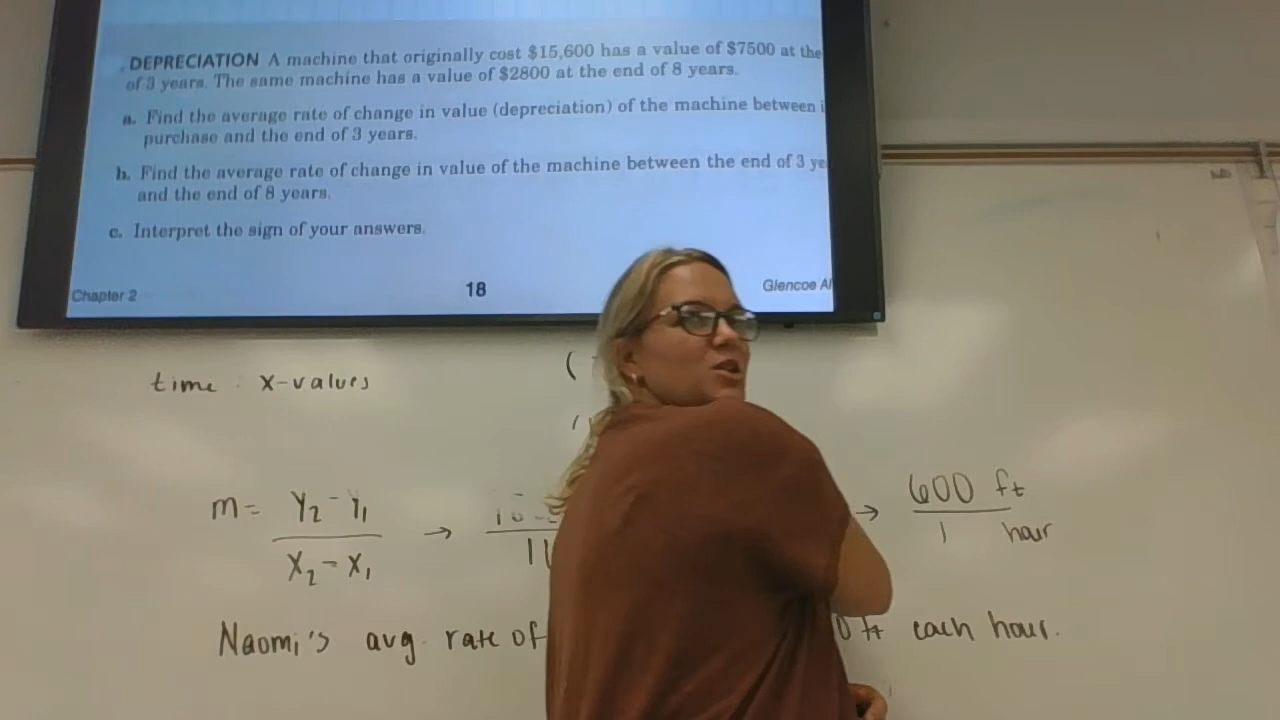 DEPRECIATION A machine that originally cost $15,600 has a value of $7500 at the
of 3 years. The same machine has a value of $2800 at the end of 8 years.
a. Find the average rate of change in value (depreciation) of the machine between i
purchase and the end of 3 years.
b. Find the average rate of change in value of the machine between the end of 3 ye
and the end of 8 years.
c. Interpret the sign of your answers.
Chapter 2 18 Glencoe Al
time : x-values
(
m = Y₂ - Y₁ → → 600 ft
X₂ - X₁ 1 hour
Naomi's avg. rate of ft each hour.